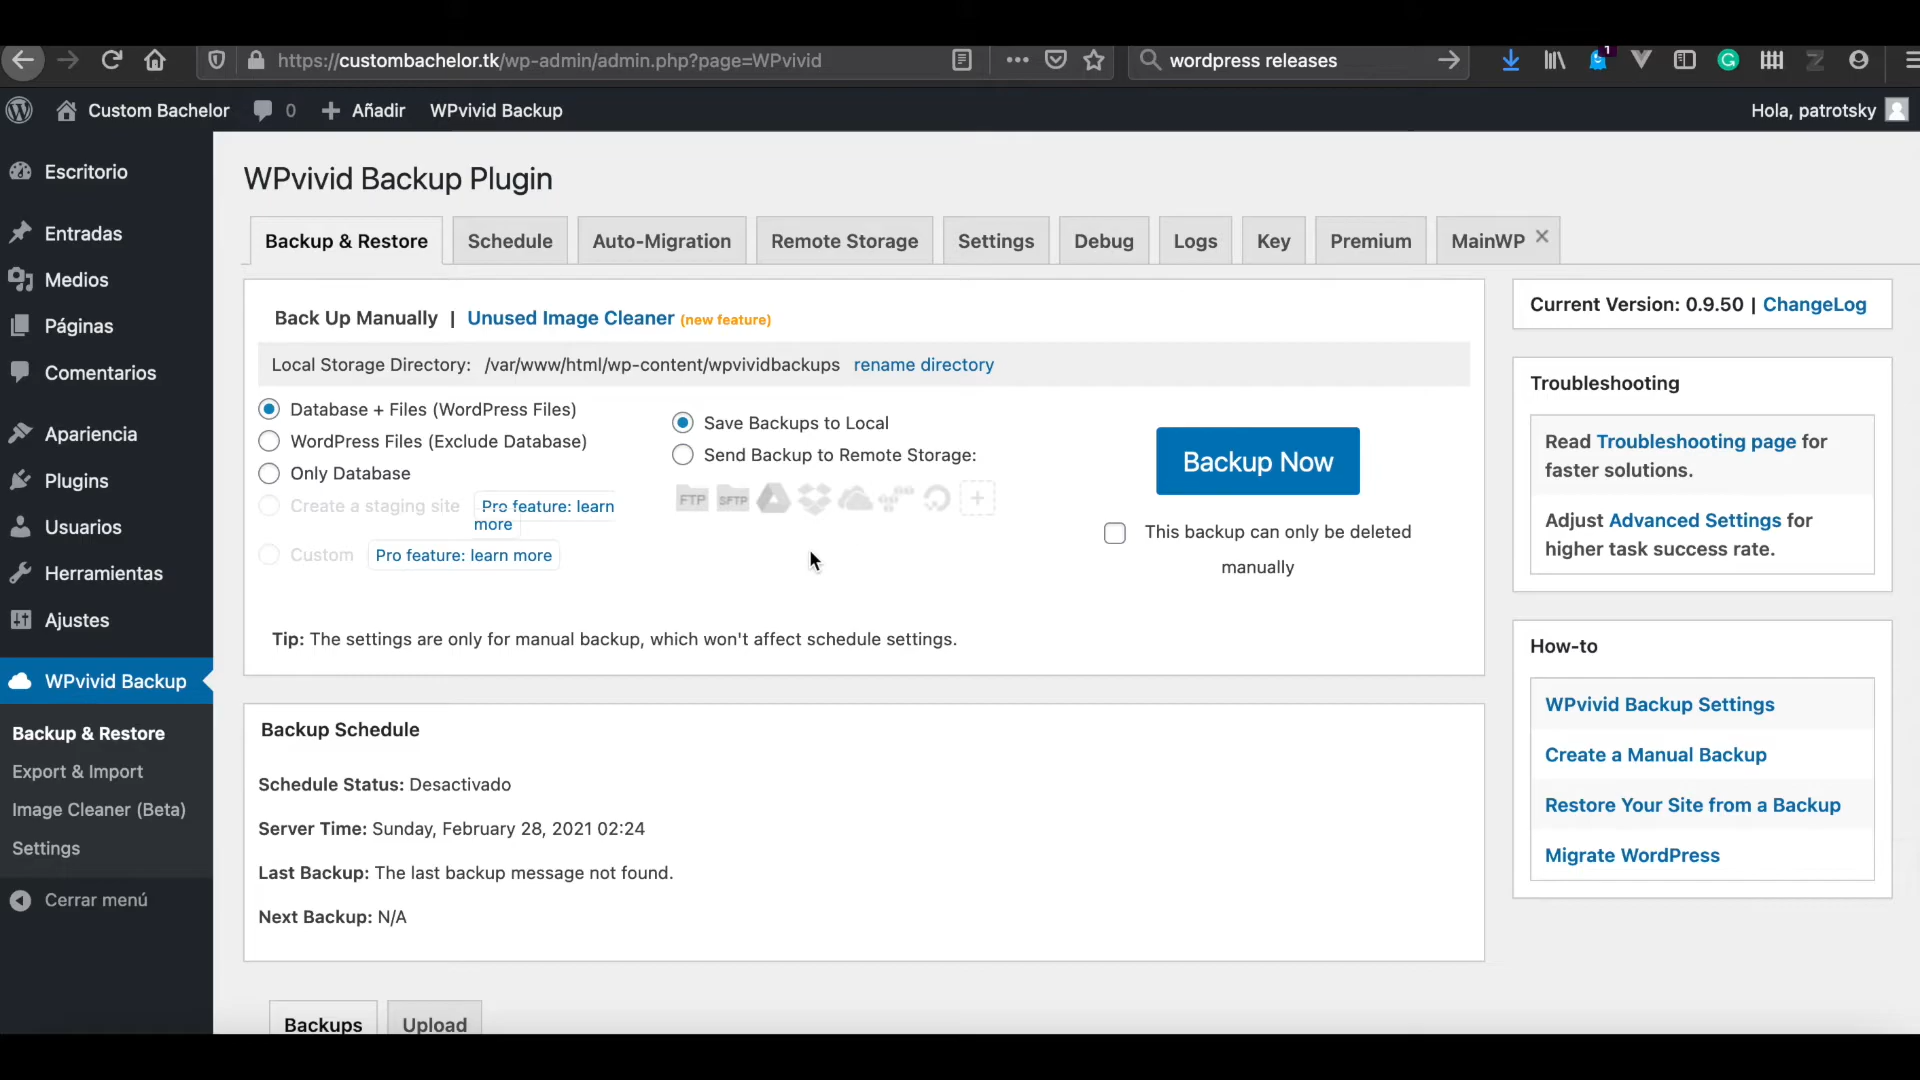 https://custombachelor.tk/wp-admin/admin.php?page=WPvivid
wordpress releases
1
Custom Bachelor
0
Añadir
WPvivid Backup
Hola, patrotsky
Escritorio
Entradas
Medios
Páginas
Comentarios
Apariencia
Plugins
Usuarios
Herramientas
Ajustes
WPvivid Backup
Backup & Restore
Export & Import
Image Cleaner (Beta)
Settings
Cerrar menú
WPvivid Backup Plugin
Backup & Restore
Schedule
Auto-Migration
Remote Storage
Settings
Debug
Logs
Key
Premium
MainWP
Back Up Manually | Unused Image Cleaner (new feature)
Local Storage Directory: /var/www/html/wp-content/wpvividbackups rename directory
Database + Files (WordPress Files)
WordPress Files (Exclude Database)
Only Database
Create a staging site Pro feature: learn
more
Custom Pro feature: learn more
Save Backups to Local
Send Backup to Remote Storage:
FTP
SFTP
Backup Now
This backup can only be deleted
manually
Tip: The settings are only for manual backup, which won't affect schedule settings.
Backup Schedule
Schedule Status: Desactivado
Server Time: Sunday, February 28, 2021 02:24
Last Backup: The last backup message not found.
Next Backup: N/A
Backups
Upload
Current Version: 0.9.50 | ChangeLog
Troubleshooting
Read Troubleshooting page for
faster solutions.
Adjust Advanced Settings for
higher task success rate.
How-to
WPvivid Backup Settings
Create a Manual Backup
Restore Your Site from a Backup
Migrate WordPress